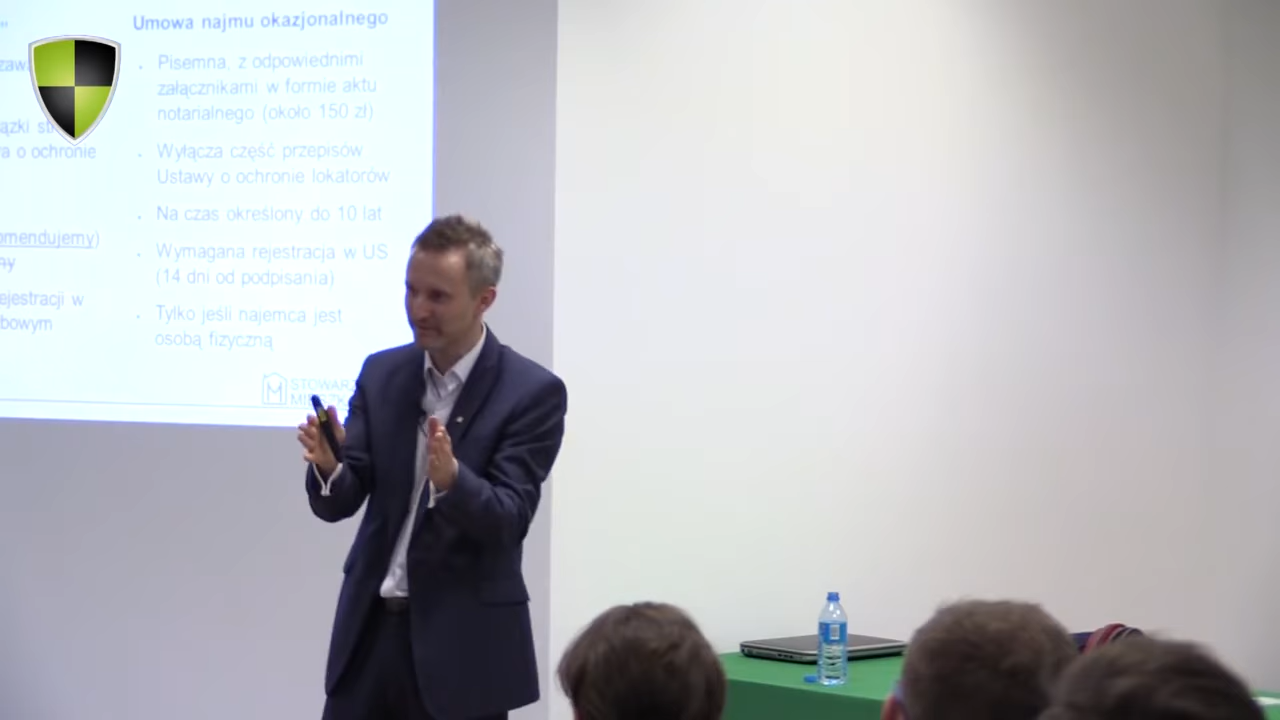 Umowa najmu okazjonalnego
Pisemna, z odpowiednimi
załącznikami w formie aktu
notarialnego (około 150 zł)
Wyłącza część przepisów
Ustawy o ochronie lokatorów
Na czas określony do 10 lat
Wymagana rejestracja w US
(14 dni od podpisania)
Tylko jeśli najemca jest
osobą fizyczną
o ochronie
omendujemy)
ejestracji w
bowym
STOWAR